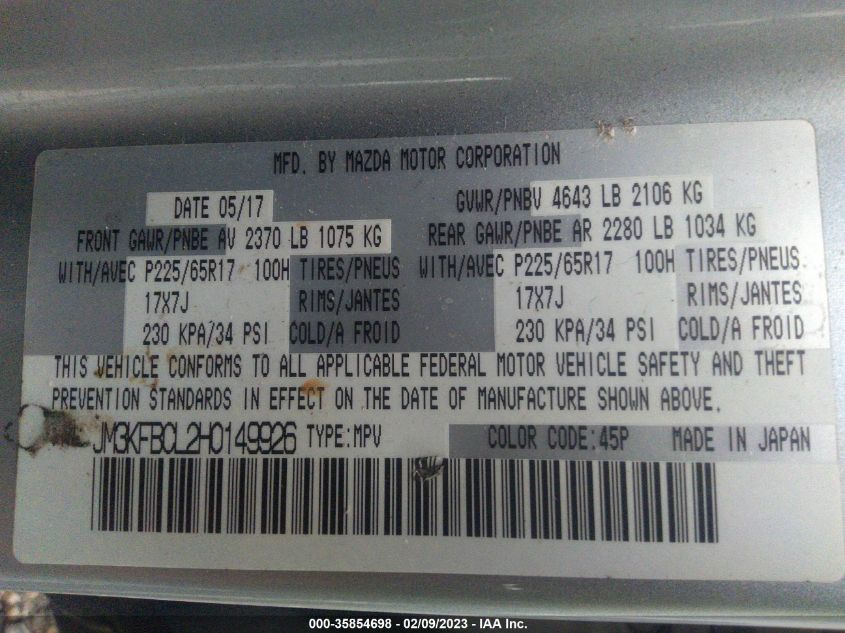 MFD. BY MAZDA MOTOR CORPORATION
DATE 05/17 GVWR/PNBV 4643 LB 2106 KG
FRONT GAWR/PNBE AV 2370 LB 1075 KG REAR GAWR/PNBE AR 2280 LB 1034 KG
WITH/AVEC P225/65R17 100H TIRES/PNEUS WITH/AVEC P225/65R17 100H TIRES/PNEUS
17X7J RIMS/JANTES 17X7J RIMS/JANTES
230 KPA/34 PSI COLD/A FROID 230 KPA/34 PSI COLD/A FROID
THIS VEHICLE CONFORMS TO ALL APPLICABLE FEDERAL MOTOR VEHICLE SAFETY AND THEFT
PREVENTION STANDARDS IN EFFECT ON THE DATE OF MANUFACTURE SHOWN ABOVE.
JM3KFBCL2H0149926 TYPE:MPV COLOR CODE:45P MADE IN JAPAN
000-35854698 - 02/09/2023 - IAA Inc.